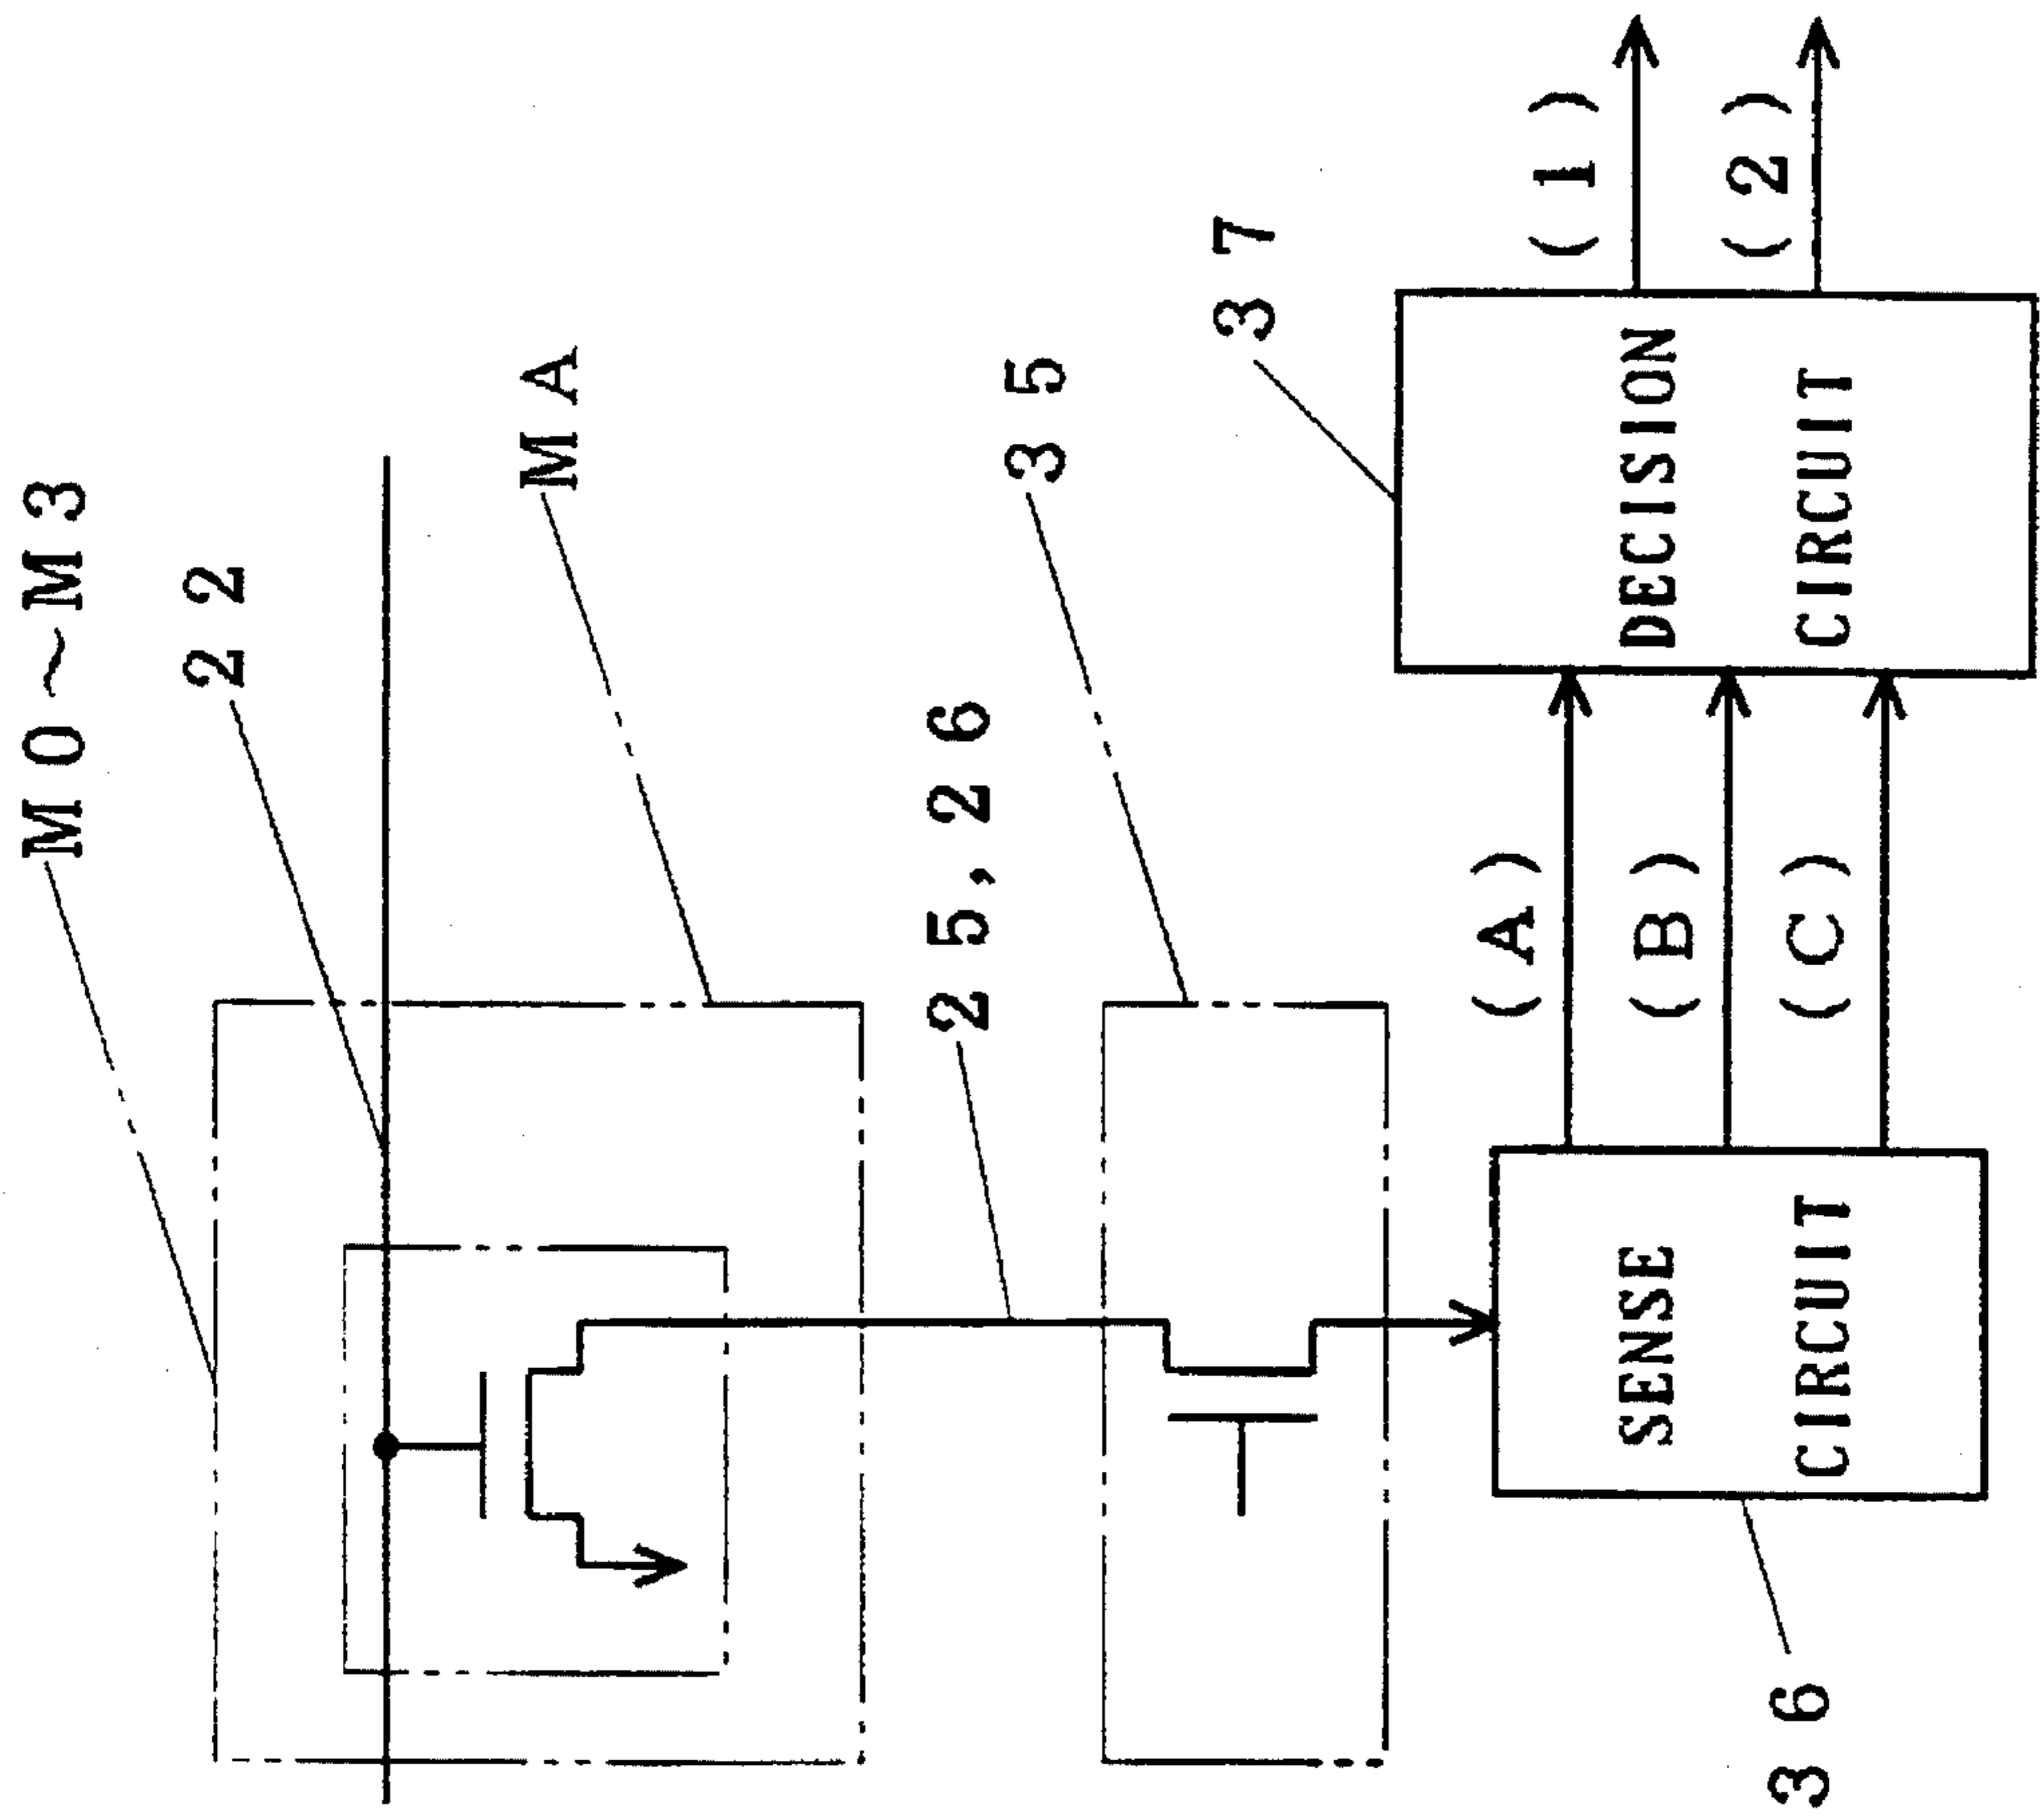 M0~M3
22
MA
25, 26
35
37
(A)
(B)
(C)
(1)
(2)
SENSE
CIRCUIT
DECISION
CIRCUIT
36